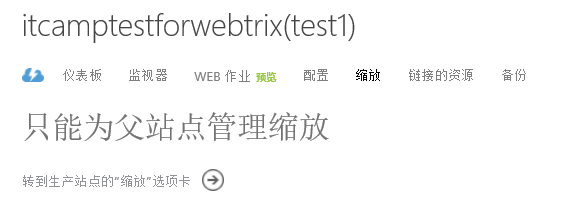 itcamptestforwebtrix(test1)
仪表板 监视器 WEB 作业 预览 配置 缩放 链接的资源 备份
只能为父站点管理缩放
转到生产站点的“缩放”选项卡